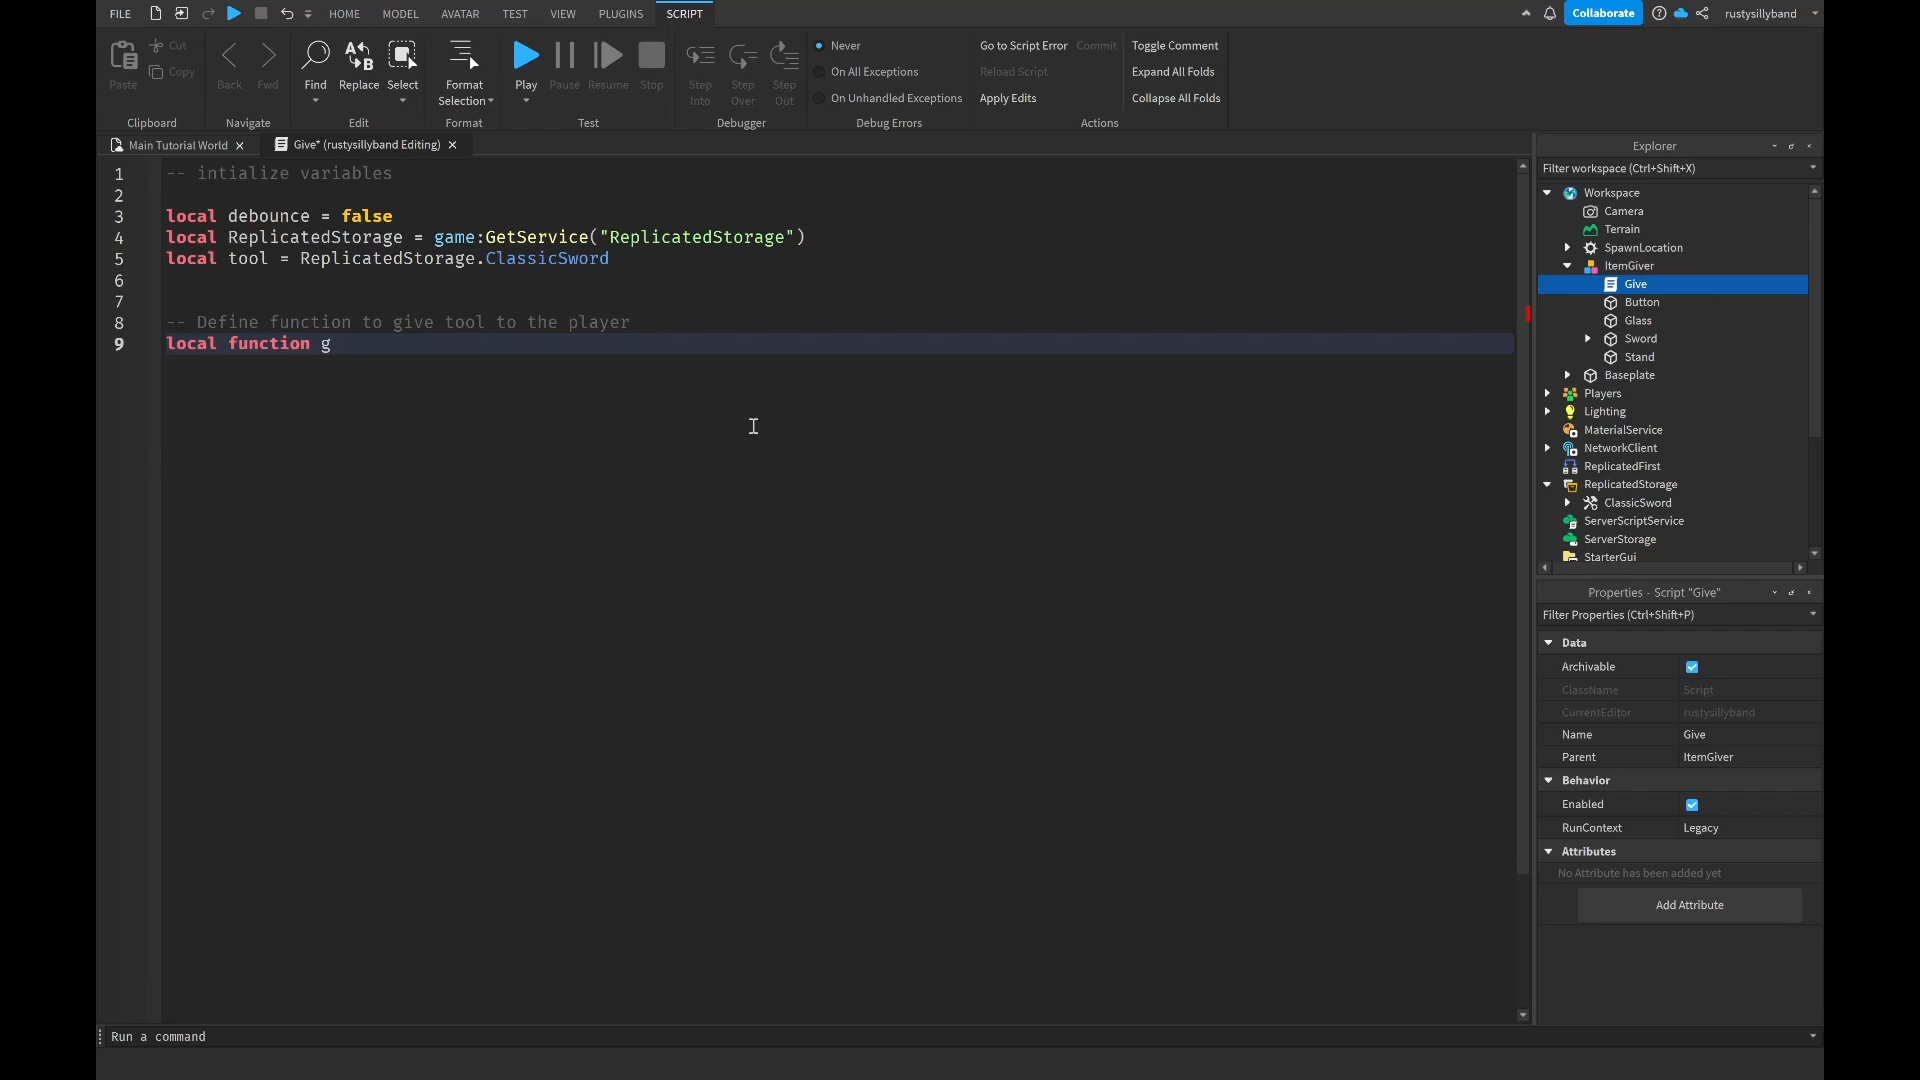 FILE HOME MODEL AVATAR TEST VIEW PLUGINS SCRIPT Collaborate rustysillyband
Paste Cut Copy Back Fwd Find Replace Select Format Selection Play Pause Resume Stop Step Into Step Over Step Out
Never Go to Script Error Commit Toggle Comment
On All Exceptions Reload Script Expand All Folds
On Unhandled Exceptions Apply Edits Collapse All Folds
Clipboard Navigate Edit Format Test Debugger Debug Errors Actions
Main Tutorial World Give* (rustysillyband Editing)
1 -- intialize variables
2
3 local debounce = false
4 local ReplicatedStorage = game:GetService("ReplicatedStorage")
5 local tool = ReplicatedStorage.ClassicSword
6
7
8 -- Define function to give tool to the player
9 local function g
Explorer
Filter workspace (Ctrl+Shift+X)
Workspace
Camera
Terrain
SpawnLocation
ItemGiver
Give
Button
Glass
Sword
Stand
Baseplate
Players
Lighting
MaterialService
NetworkClient
ReplicatedFirst
ReplicatedStorage
ClassicSword
ServerScriptService
ServerStorage
StarterGui
Properties - Script "Give"
Filter Properties (Ctrl+Shift+P)
Data
Archivable
ClassName Script
CurrentEditor rustysillyband
Name Give
Parent ItemGiver
Behavior
Enabled
RunContext Legacy
Attributes
No Attribute has been added yet
Add Attribute
Run a command